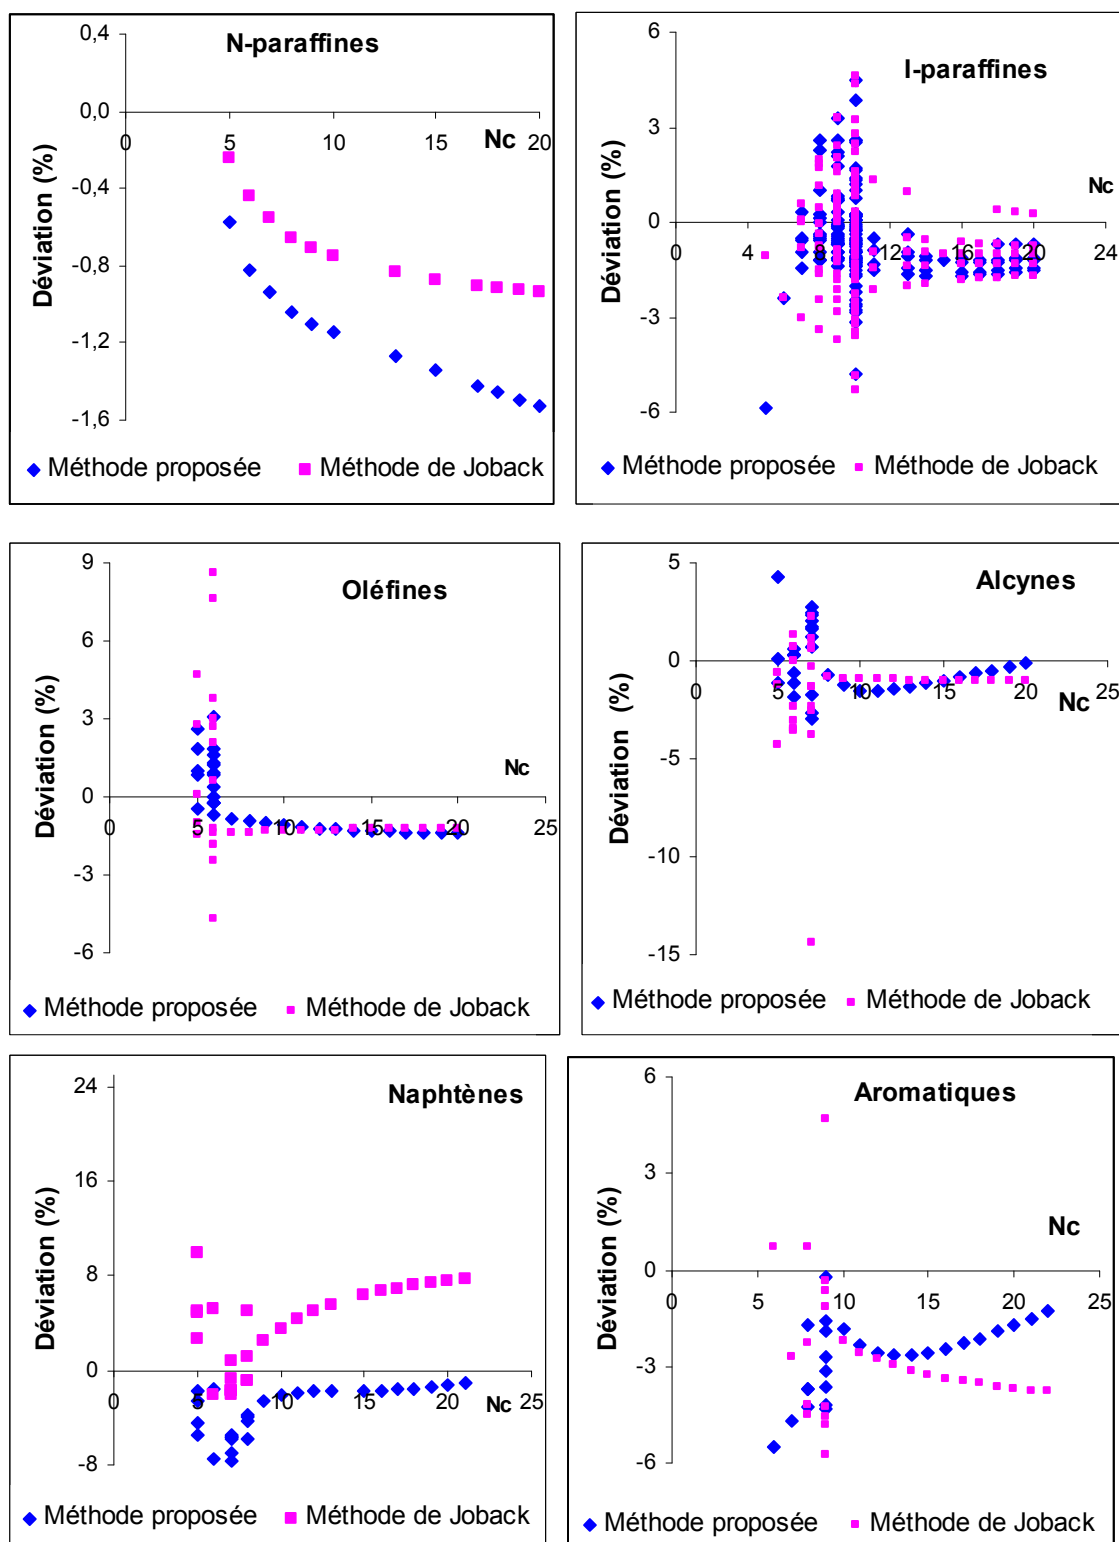 N-paraffines
Déviation (%)
0,4
0,0
-0,4
-0,8
-1,2
-1,6
0 5 10 15 20
Nc
Méthode proposée Méthode de Joback
I-paraffines
Déviation (%)
6
3
0
-3
-6
0 4 8 12 16 20 24
Nc
Méthode proposée Méthode de Joback
Oléfines
Déviation (%)
9
6
3
0
-3
-6
0 5 10 15 20 25
Nc
Méthode proposée Méthode de Joback
Alcynes
Déviation (%)
5
0
-5
-10
-15
0 5 10 15 20 25
Nc
Méthode proposée Méthode de Joback
Naphtènes
Déviation (%)
24
16
8
0
-8
0 5 10 15 20 25
Nc
Méthode proposée Méthode de Joback
Aromatiques
Déviation (%)
6
3
0
-3
-6
0 5 10 15 20 25
Nc
Méthode proposée Méthode de Joback